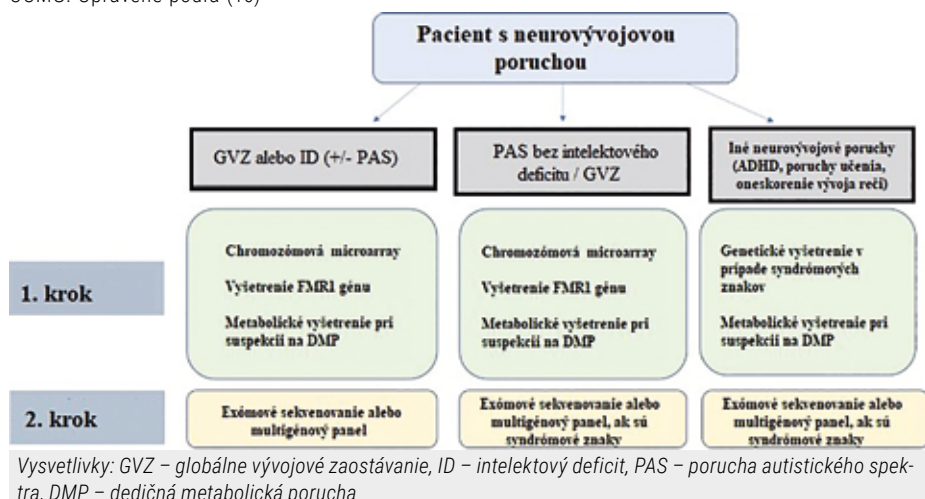 Pacient s neurovývojovou
poruchou
GVZ alebo ID (+/- PAS)
PAS bez intelektového
deficitu / GVZ
Iné neurovývojové poruchy
(ADHD, poruchy učenia,
oneskorenie vývoja reči)
1. krok
Chromozómová microarray
Vyšetrenie FMR1 génu
Metabolické vyšetrenie pri
suspekcii na DMP
Chromozómová microarray
Vyšetrenie FMR1 génu
Metabolické vyšetrenie pri
suspekcii na DMP
Genetické vyšetrenie v
prípade syndrómových
znakov
Metabolické vyšetrenie pri
suspekcii na DMP
2. krok
Exómové sekvenovanie alebo
multigénový panel
Exómové sekvenovanie alebo
multigénový panel, ak sú
syndrómové znaky
Exómové sekvenovanie alebo
multigénový panel, ak sú
syndrómové znaky
Vysvetlivky: GVZ – globálne vývojové zaostávanie, ID – intelektový deficit, PAS – porucha autistického spek-
tra, DMP – dedičná metabolická porucha